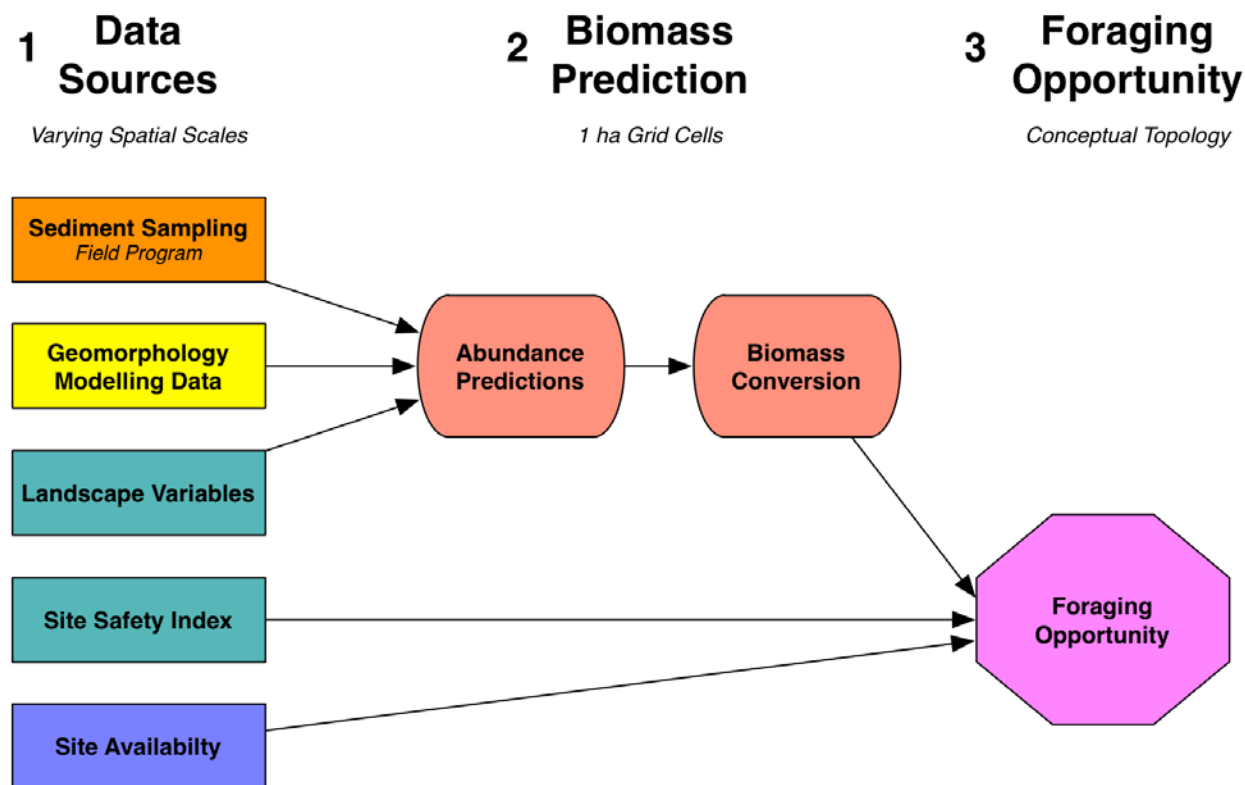 1 Data
Sources
Varying Spatial Scales
2 Biomass
Prediction
1 ha Grid Cells
3 Foraging
Opportunity
Conceptual Topology
Sediment Sampling
Field Program
Geomorphology
Modelling Data
Landscape Variables
Site Safety Index
Site Availabilty
Abundance
Predictions
Biomass
Conversion
Foraging
Opportunity